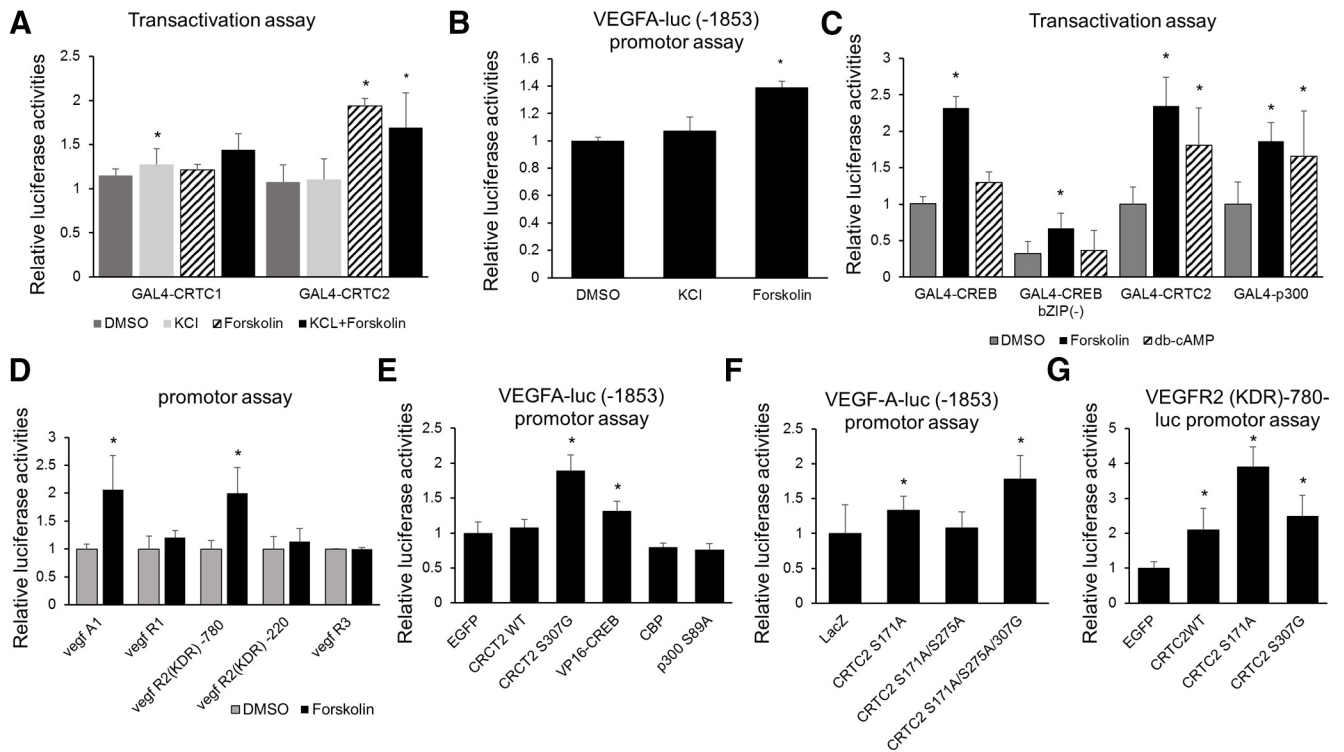 A
Transactivation assay
Relative luciferase activities
2.5
2
1.5
1
0.5
0
*
*
*
GAL4-CRTC1
GAL4-CRTC2
DMSO
KCl
Forskolin
KCL+Forskolin
B
VEGFA-luc (-1853)
promotor assay
Relative luciferase activities
1.6
1.4
1.2
1
0.8
0.6
0.4
0.2
0
*
DMSO
KCl
Forskolin
C
Transactivation assay
Relative luciferase activities
3
2.5
2
1.5
1
0.5
0
*
*
*
*
*
*
GAL4-CREB
GAL4-CREB
bZIP(-)
GAL4-CRTC2
GAL4-p300
DMSO
Forskolin
db-cAMP
D
promotor assay
Relative luciferase activities
3
2.5
2
1.5
1
0.5
0
*
*
vegf A1
vegf R1
vegf R2(KDR) -780
vegf R2(KDR) -220
vegf R3
DMSO
Forskolin
E
VEGFA-luc (-1853)
promotor assay
Relative luciferase activities
2.5
2
1.5
1
0.5
0
*
*
EGFP
CRCT2 WT
CRCT2 S307G
VP16-CREB
CBP
p300 S89A
F
VEGF-A-luc (-1853)
promotor assay
Relative luciferase activities
2.5
2
1.5
1
0.5
0
*
*
LacZ
CRTC2 S171A
CRTC2 S171A/S275A
CRTC2 S171A/S275A/307G
G
VEGFR2 (KDR)-780-
luc promotor assay
Relative luciferase activities
5
4
3
2
1
0
*
*
*
EGFP
CRTC2WT
CRTC2 S171A
CRTC2 S307G